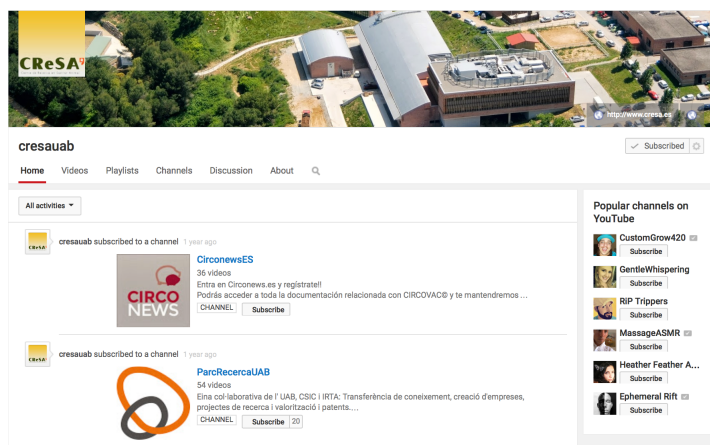 CReSA
http://www.cresa.es
cresauab
Subscribed
Home Videos Playlists Channels Discussion About
All activities
Popular channels on YouTube
CReSA
cresauab subscribed to a channel 1 year ago
CIRCO
NEWS
CirconewsES
36 videos
Entra en Circonews.es y regístrate!!
Podrás acceder a toda la documentación relacionada con CIRCOVAC© y te mantendremos ...
CHANNEL Subscribe
CReSA
cresauab subscribed to a channel 1 year ago
ParcRecercaUAB
54 videos
Eina col·laborativa de l' UAB, CSIC i IRTA: Transferència de coneixement, creació d'empreses,
projectes de recerca i valorització i patents....
CHANNEL Subscribe 20
CustomGrow420
Subscribe
GentleWhispering
Subscribe
RiP Trippers
Subscribe
MassageASMR
Subscribe
Heather Feather A...
Subscribe
Ephemeral Rift
Subscribe